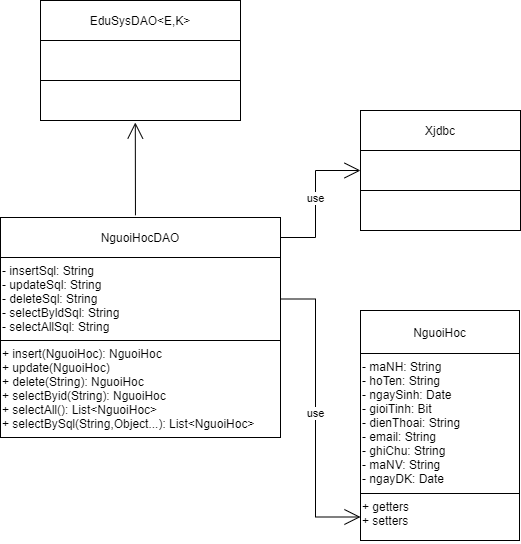 EduSysDAO<E,K>
Xjdbc
use
NguoiHocDAO
- insertSql: String
- updateSql: String
- deleteSql: String
- selectByIdSql: String
- selectAllSql: String
+ insert(NguoiHoc): NguoiHoc
+ update(NguoiHoc)
+ delete(String): NguoiHoc
+ selectByid(String): NguoiHoc
+ selectAll(): List<NguoiHoc>
+ selectBySql(String,Object...): List<NguoiHoc>
use
NguoiHoc
- maNH: String
- hoTen: String
- ngaySinh: Date
- gioiTinh: Bit
- dienThoai: String
- email: String
- ghiChu: String
- maNV: String
- ngayDK: Date
+ getters
+ setters